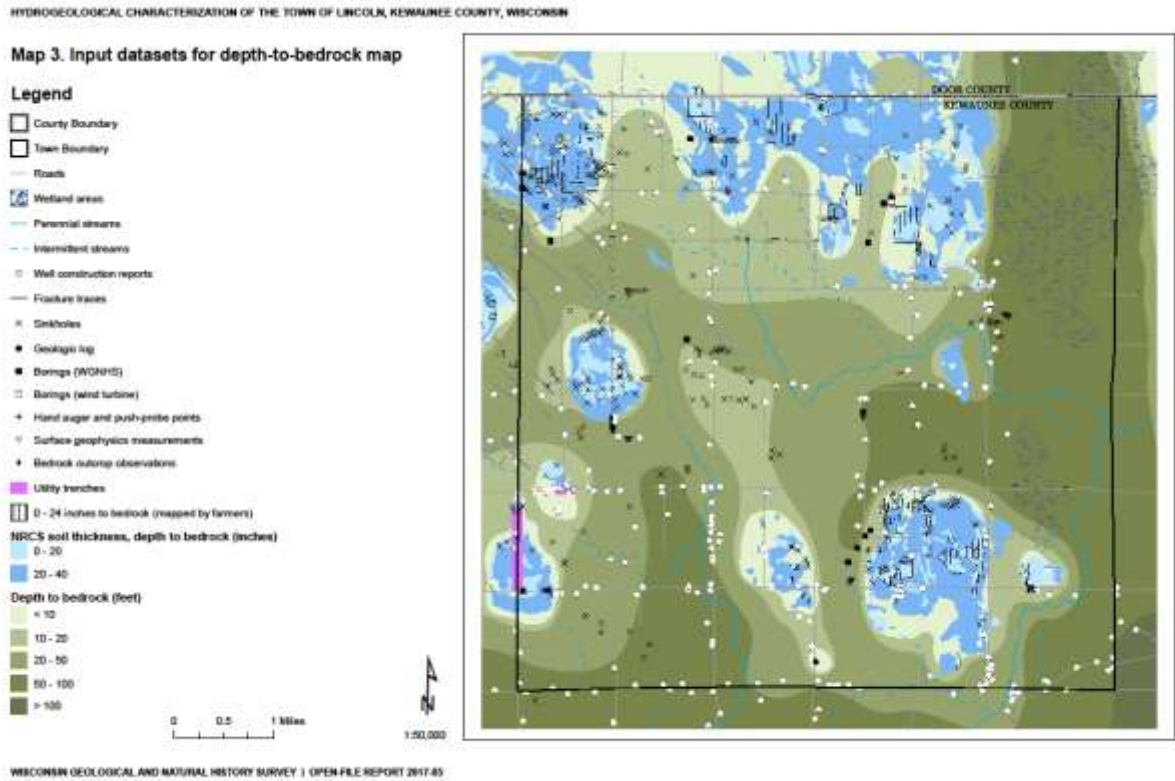 HYDROGEOLOGICAL CHARACTERIZATION OF THE TOWN OF LINCOLN, KEWAUNEE COUNTY, WISCONSIN
Map 3. Input datasets for depth-to-bedrock map
Legend
County Boundary
Town Boundary
Roads
Wetland areas
Perennial streams
Intermittent streams
Well construction reports
Fracture traces
Sinkholes
Geologic log
Borings (WGNHS)
Borings (wind turbine)
Hand auger and push-probe points
Surface geophysics measurements
Bedrock outcrop observations
Utility trenches
0 - 24 inches to bedrock (mapped by farmers)
NRCS soil thickness, depth to bedrock (inches)
0 - 20
20 - 40
Depth to bedrock (feet)
< 10
10 - 20
20 - 50
50 - 100
> 100
0 0.5 1 Miles
N
1:50,000
DOOR COUNTY
KEWAUNEE COUNTY
WISCONSIN GEOLOGICAL AND NATURAL HISTORY SURVEY | OPEN-FILE REPORT 2017-05